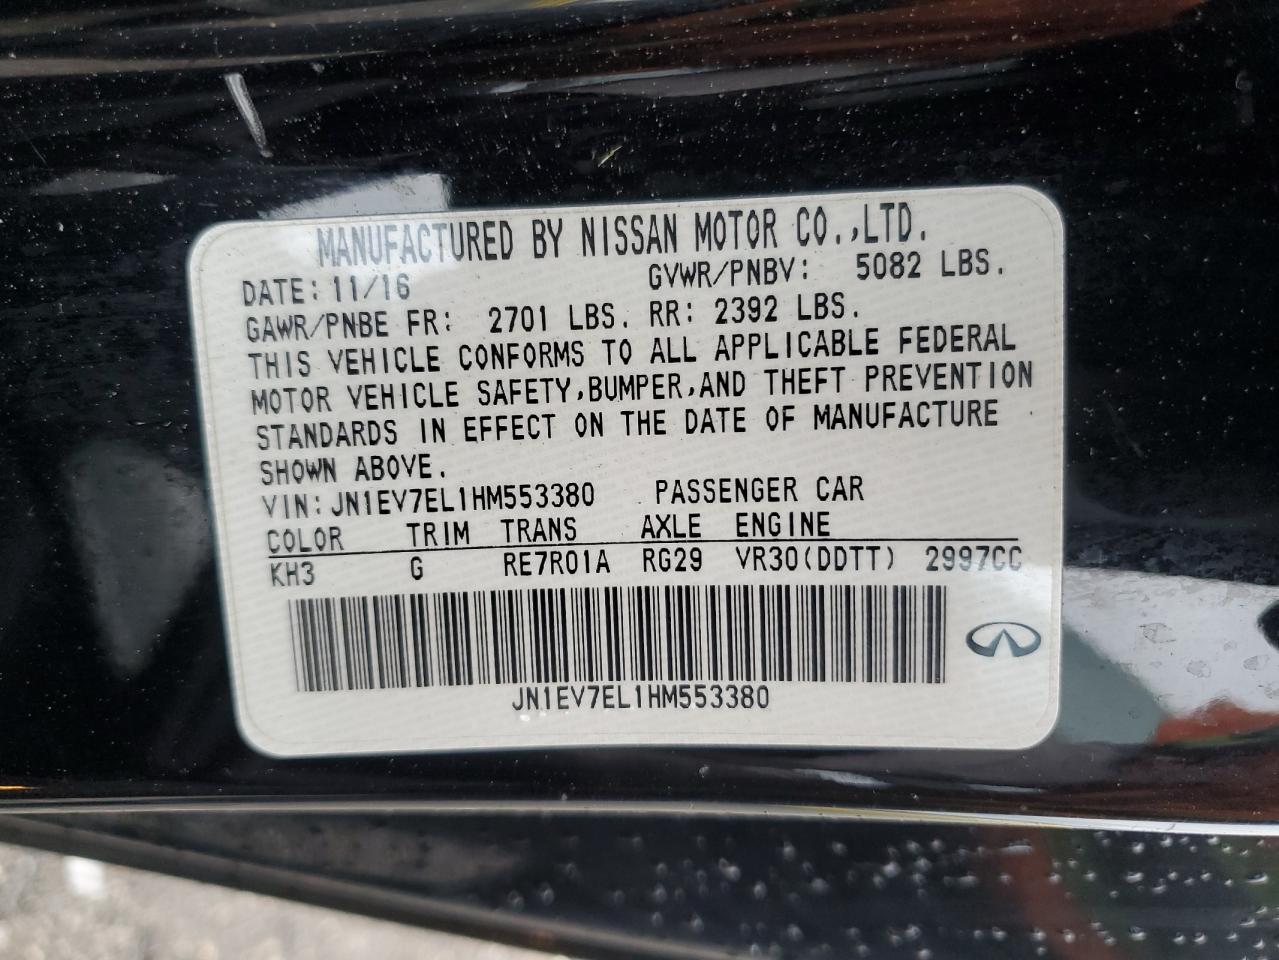 MANUFACTURED BY NISSAN MOTOR CO.,LTD.
DATE: 11/16 GVWR/PNBV: 5082 LBS.
GAWR/PNBE FR: 2701 LBS. RR: 2392 LBS.
THIS VEHICLE CONFORMS TO ALL APPLICABLE FEDERAL
MOTOR VEHICLE SAFETY,BUMPER,AND THEFT PREVENTION
STANDARDS IN EFFECT ON THE DATE OF MANUFACTURE
SHOWN ABOVE.
VIN:JN1EV7EL1HM553380 PASSENGER CAR
COLOR TRIM TRANS AXLE ENGINE
KH3 G RE7R01A RG29 VR30(DDTT) 2997CC
JN1EV7EL1HM553380